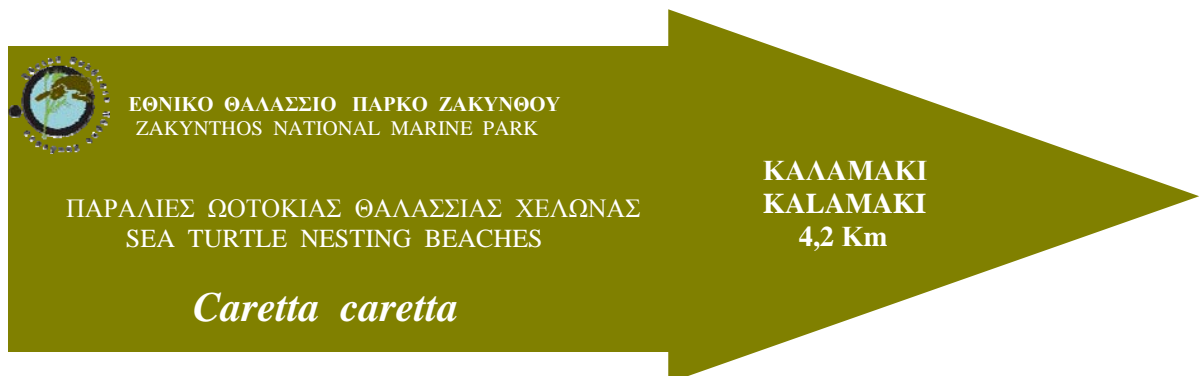 ΕΘΝΙΚΟ ΘΑΛΑΣΣΙΟ ΠΑΡΚΟ ΖΑΚΥΝΘΟΥ
ZAKYNTHOS NATIONAL MARINE PARK
ΠΑΡΑΛΙΕΣ ΩΟΤΟΚΙΑΣ ΘΑΛΑΣΣΙΑΣ ΧΕΛΩΝΑΣ
SEA TURTLE NESTING BEACHES
Caretta caretta
ΚΑΛΑΜΑΚΙ
KALAMAKI
4,2 Km